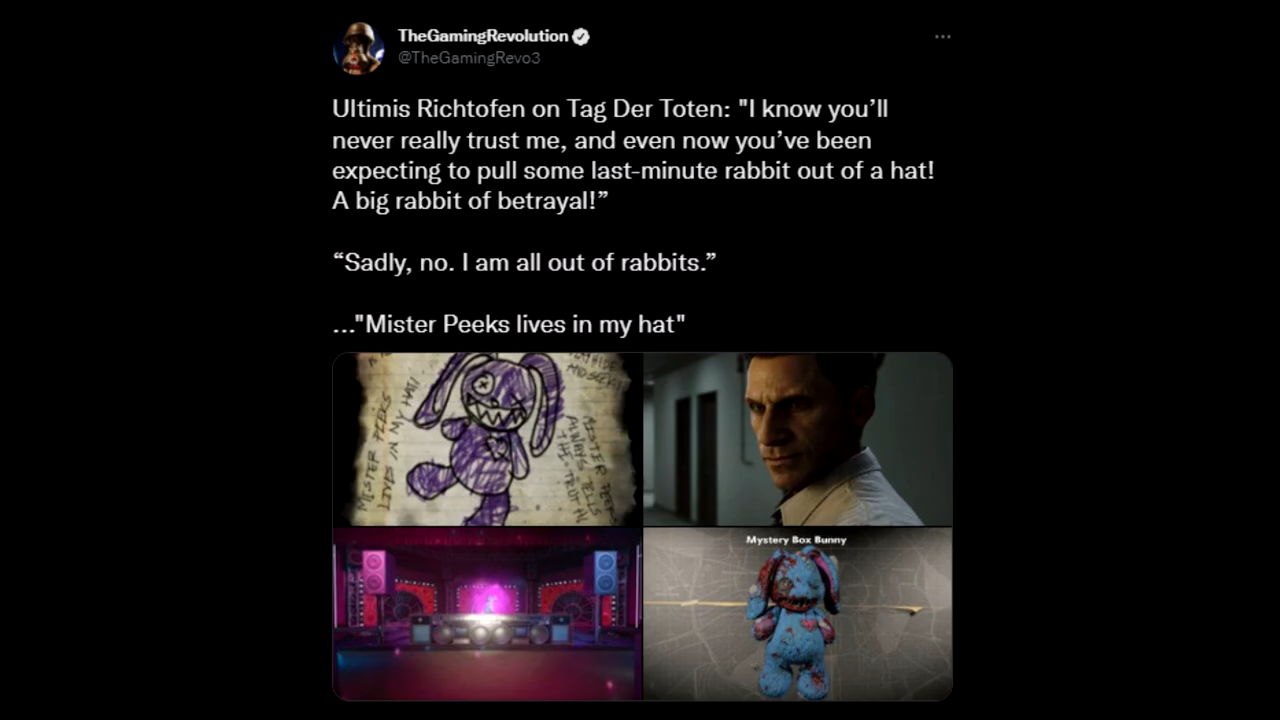 TheGamingRevolution
@TheGamingRevo3
Ultimis Richtofen on Tag Der Toten: "I know you’ll
never really trust me, and even now you’ve been
expecting to pull some last-minute rabbit out of a hat!
A big rabbit of betrayal!”
“Sadly, no. I am all out of rabbits.”
..."Mister Peeks lives in my hat"
MISTER PEEKS
LIVES IN MY HAT!
AND SEEK!
MISTER PEEKS
ALWAYS TELLS
THE TRUTH
Mystery Box Bunny